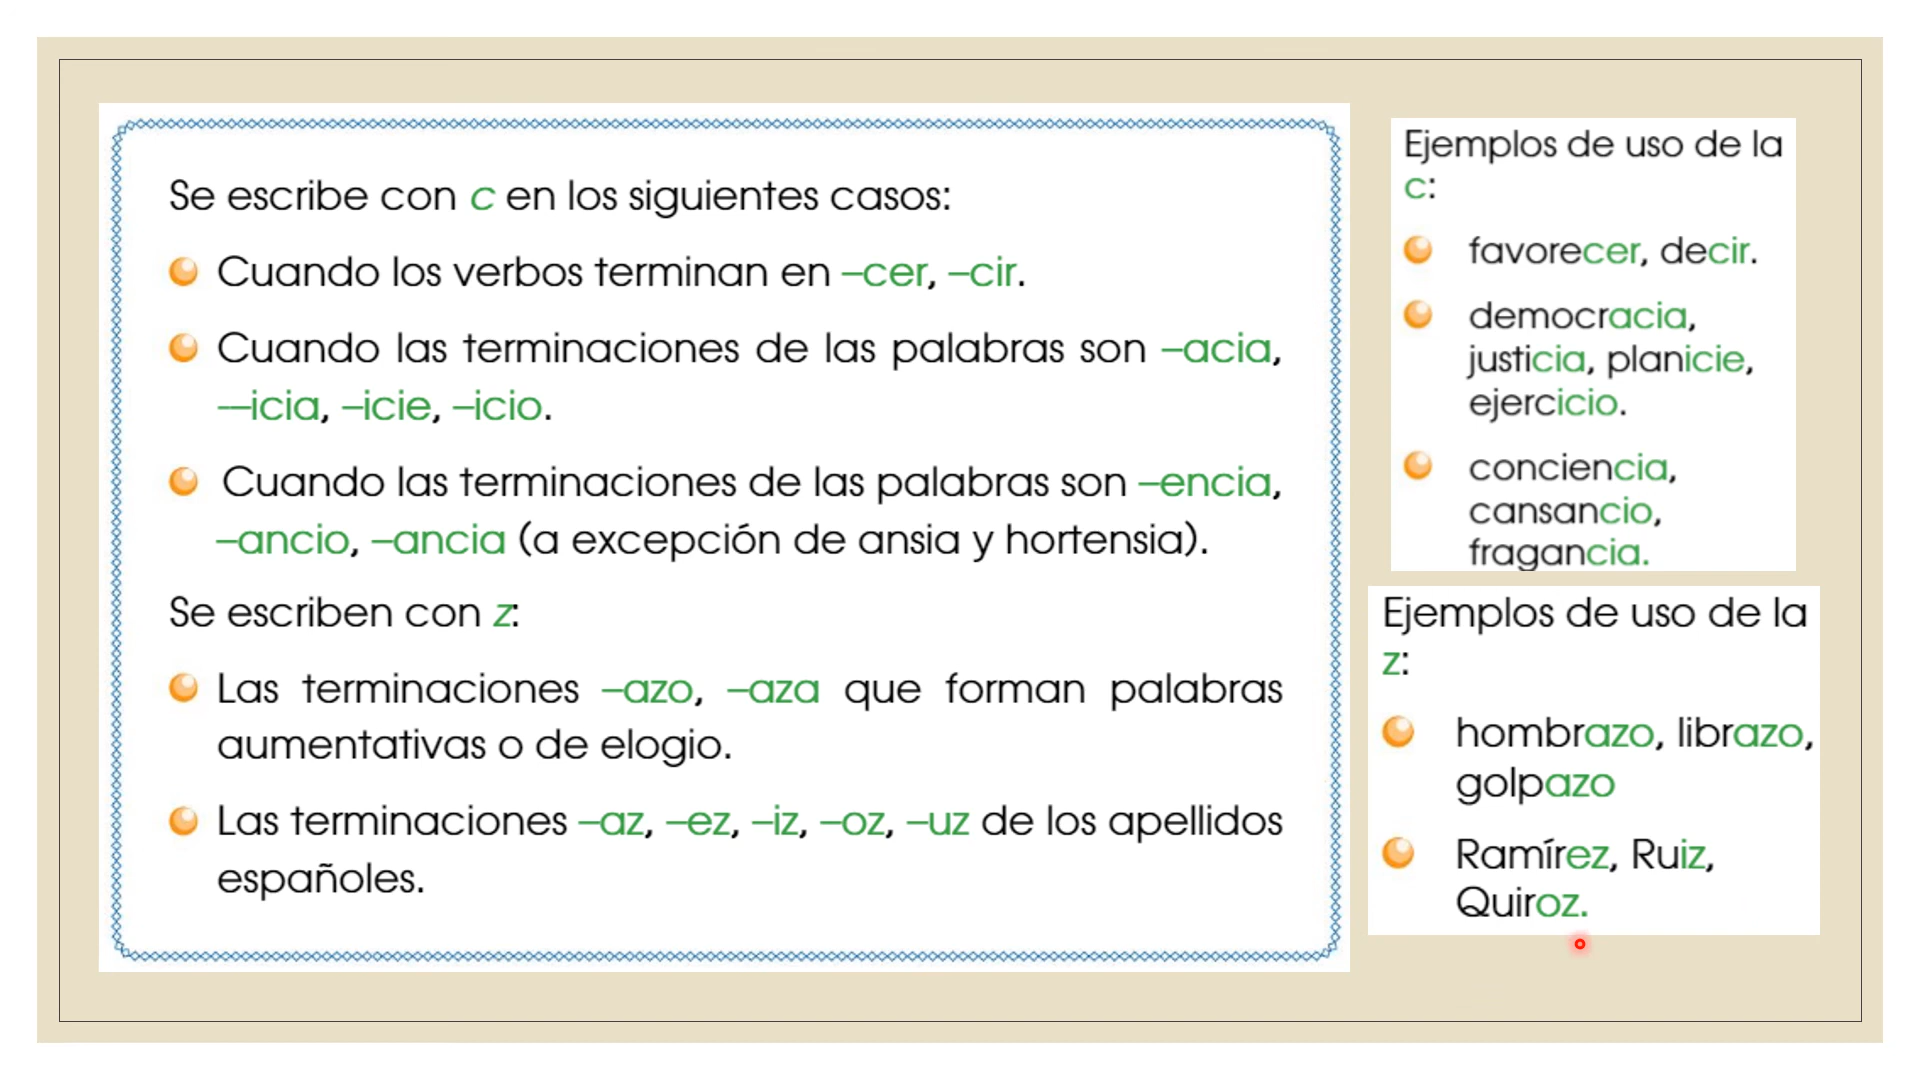 Se escribe con c en los siguientes casos:
Cuando los verbos terminan en –cer, –cir.
Cuando las terminaciones de las palabras son –acia,
-–icia, –icie, –icio.
Cuando las terminaciones de las palabras son –encia,
–ancio, –ancia (a excepción de ansia y hortensia).
Se escriben con z:
Las terminaciones –azo, –aza que forman palabras
aumentativas o de elogio.
Las terminaciones –az, –ez, –iz, –oz, –uz de los apellidos
españoles.
Ejemplos de uso de la
c:
favorecer, decir.
democracia,
justicia, planicie,
ejercicio.
conciencia,
cansancio,
fragancia.
Ejemplos de uso de la
z:
hombrazo, librazo,
golpazo
Ramírez, Ruiz,
Quiroz.